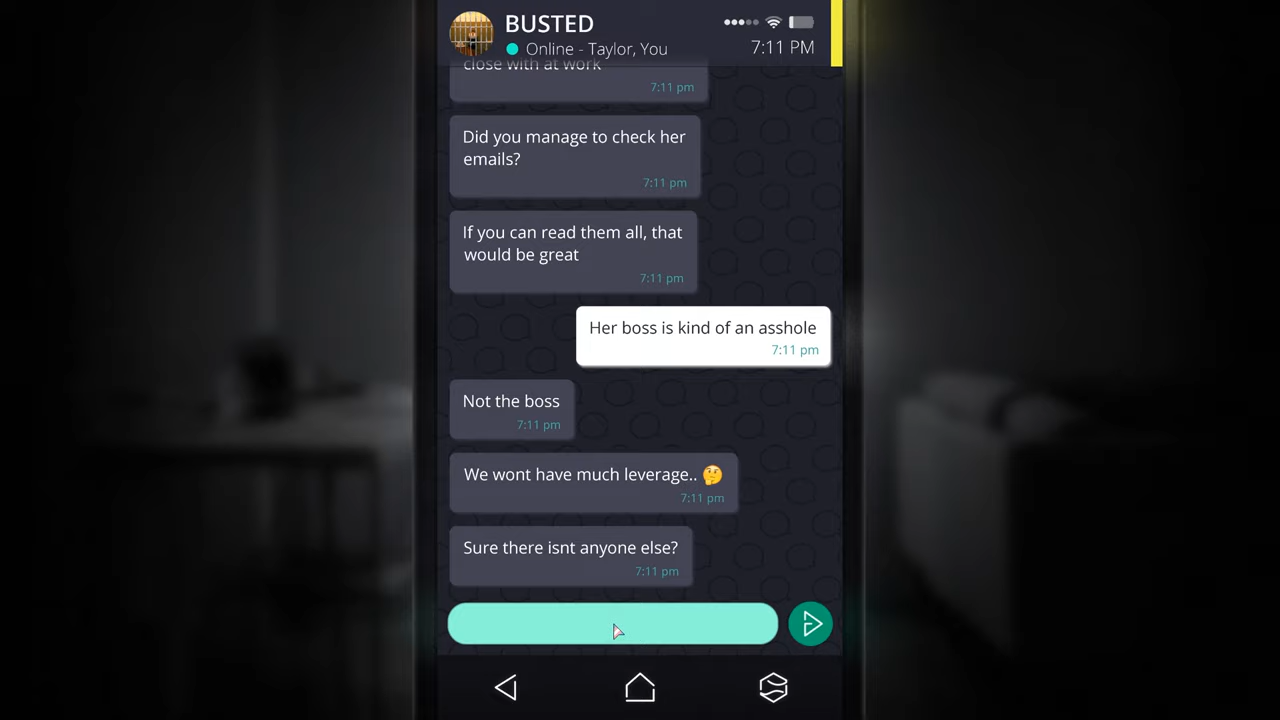 BUSTED
Online - Taylor, You
7:11 PM
close with at work
7:11 pm
Did you manage to check her
emails?
7:11 pm
If you can read them all, that
would be great
7:11 pm
Her boss is kind of an asshole
7:11 pm
Not the boss
7:11 pm
We wont have much leverage.. 🤔
7:11 pm
Sure there isnt anyone else?
7:11 pm